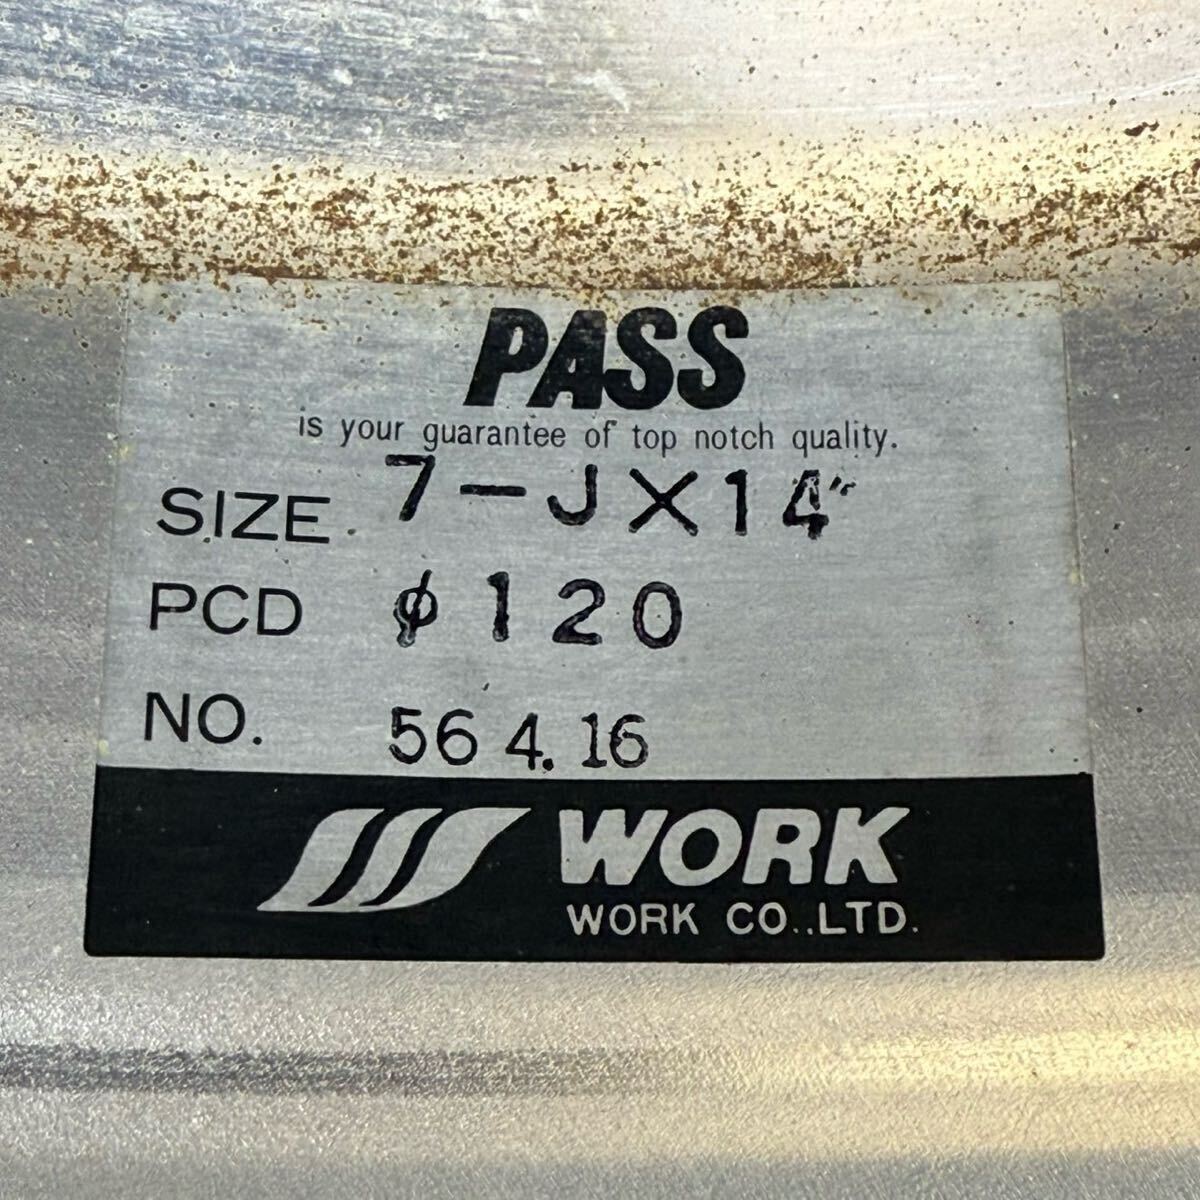 PASS
is your guarantee of top notch quality.
SIZE 7-JX14"
PCD φ120
NO. 56 4.16
WORK
WORK CO.,LTD.